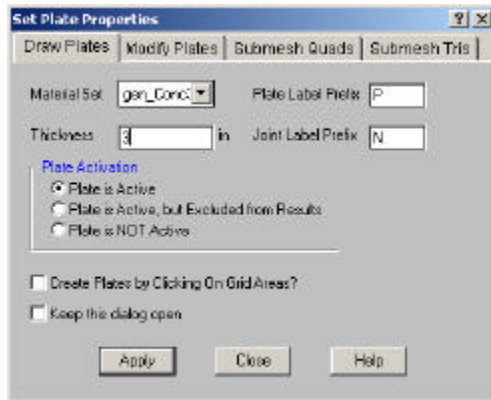 Set Plate Properties ? X
Draw Plates Modify Plates Submesh Quads Submesh Tris
Material Set Plate Label Prefix P
Thickness 3 in Joint Label Prefix N
Plate Activation
Plate is Active
Plate is Active, but Excluded from Results
Plate is NOT Active
Create Plates by Clicking On Grid Areas?
Keep this dialog open
Apply Close Help